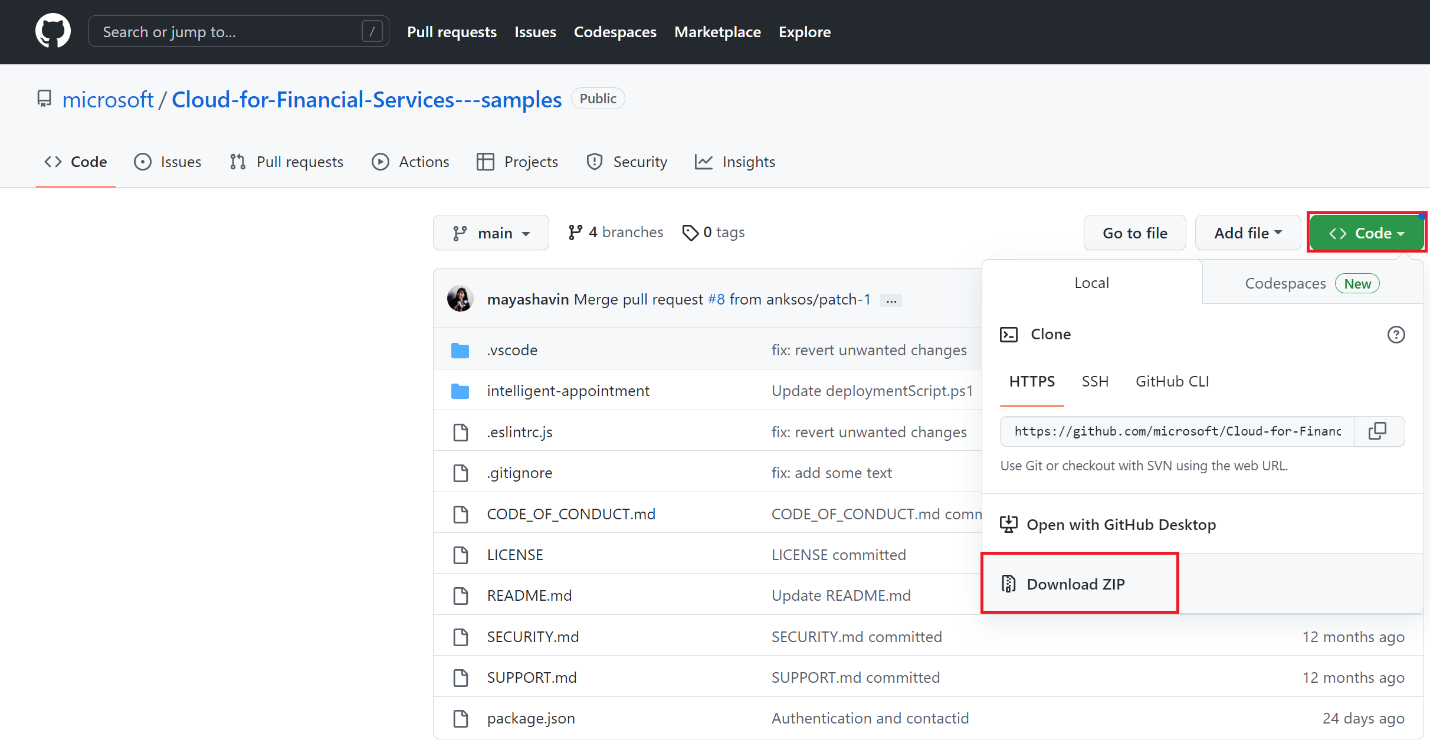 Search or jump to... /
Pull requests Issues Codespaces Marketplace Explore
microsoft / Cloud-for-Financial-Services---samples Public
Code Issues Pull requests Actions Projects Security Insights
main 4 branches 0 tags Go to file Add file Code
mayashavin Merge pull request #8 from anksos/patch-1 ...
.vscode fix: revert unwanted changes
intelligent-appointment Update deploymentScript.ps1
.eslintrc.js fix: revert unwanted changes
.gitignore fix: add some text
CODE_OF_CONDUCT.md CODE_OF_CONDUCT.md comm
LICENSE LICENSE committed
README.md Update README.md
SECURITY.md SECURITY.md committed 12 months ago
SUPPORT.md SUPPORT.md committed 12 months ago
package.json Authentication and contactid 24 days ago
Local Codespaces New
Clone
HTTPS SSH GitHub CLI
https://github.com/microsoft/Cloud-for-Financ
Use Git or checkout with SVN using the web URL.
Open with GitHub Desktop
Download ZIP